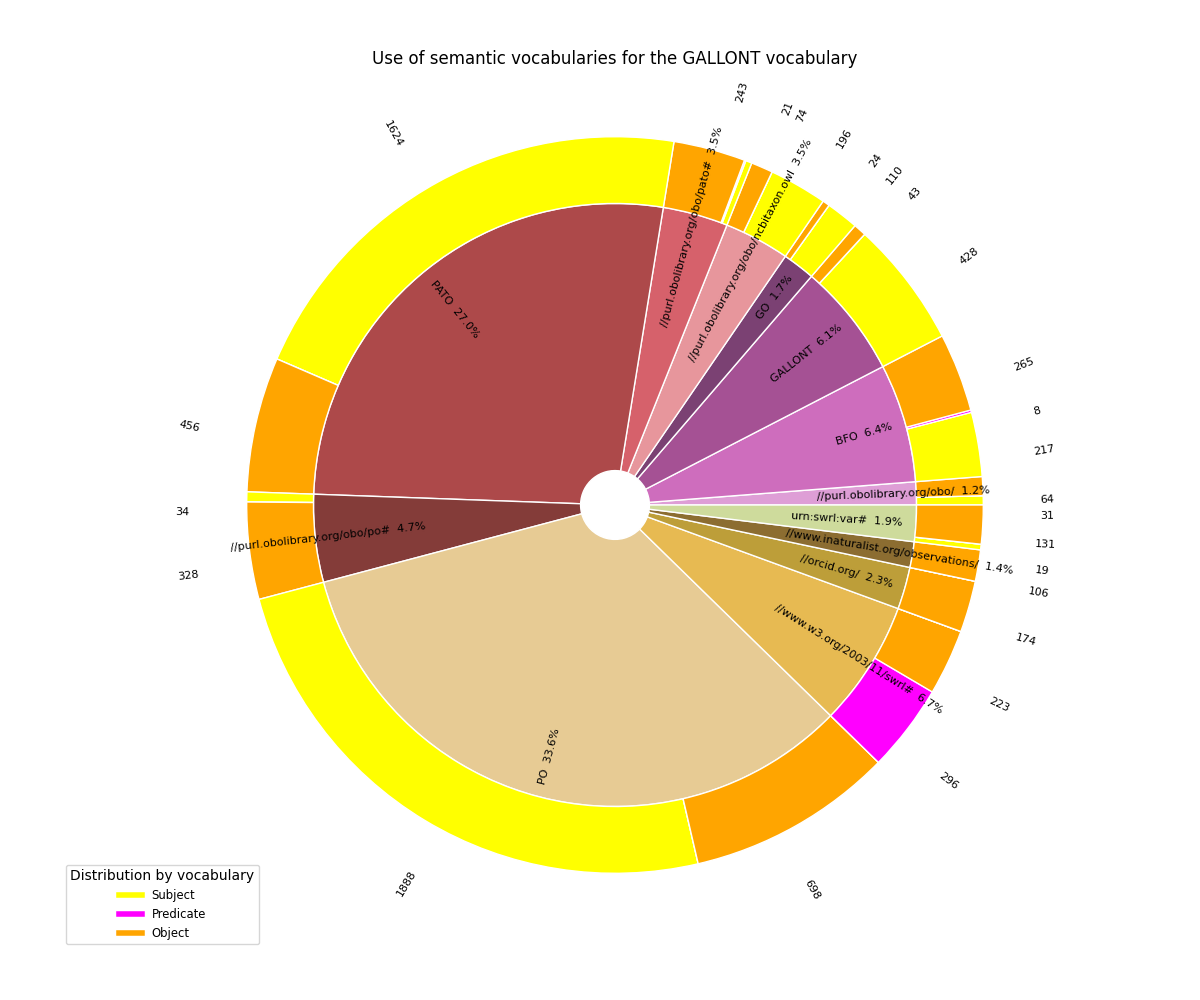 Use of semantic vocabularies for the GALLONT vocabulary
243
21
74
196
24
110
43
428
265
8
217
64
31
131
19
106
174
223
296
698
1888
328
34
456
1624
//purl.obolibrary.org/obo/pato#  3.5%
//purl.obolibrary.org/obo/ncbitaxon.owl  3.5%
GO  1.7%
GALLONT  6.1%
BFO  6.4%
//purl.obolibrary.org/obo/  1.2%
urn:swrl:var#  1.9%
//www.inaturalist.org/observations/  1.4%
//orcid.org/  2.3%
//www.w3.org/2003/11/swrl#  6.7%
PO  33.6%
//purl.obolibrary.org/obo/po#  4.7%
PATO  27.0%
Distribution by vocabulary
Subject
Predicate
Object